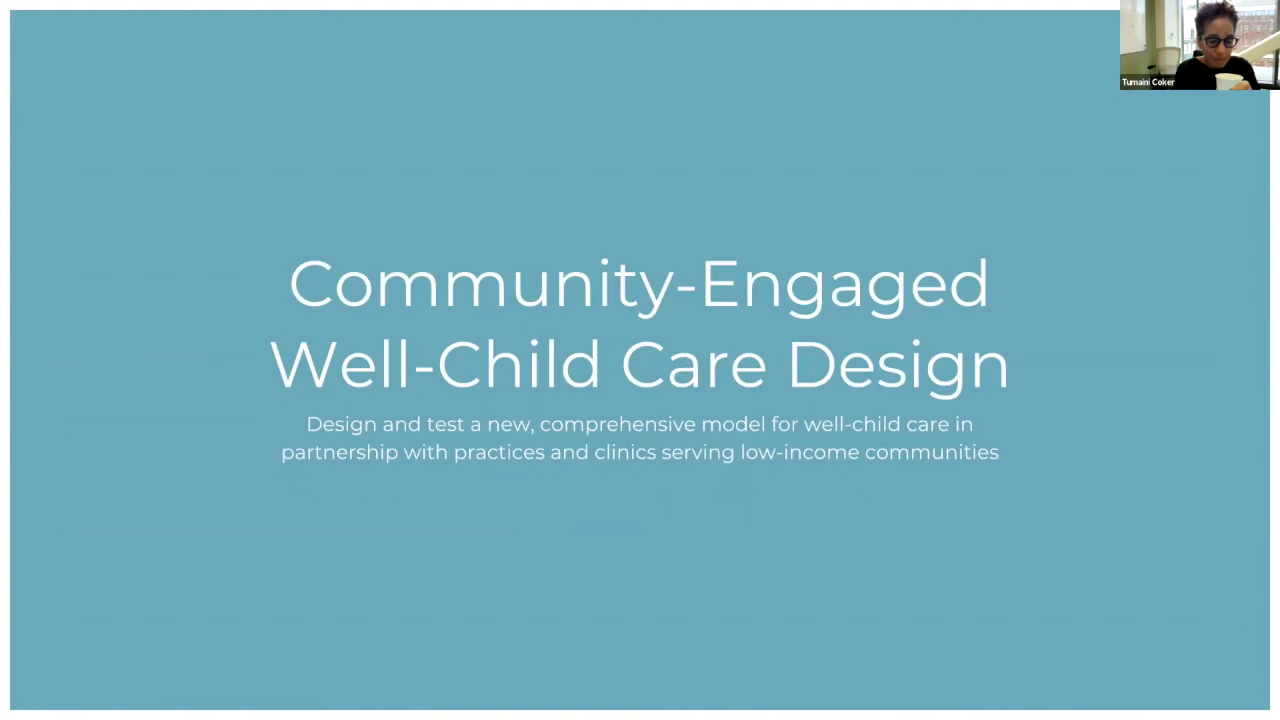 Tumaini Coker
Community-Engaged
Well-Child Care Design
Design and test a new, comprehensive model for well-child care in
partnership with practices and clinics serving low-income communities